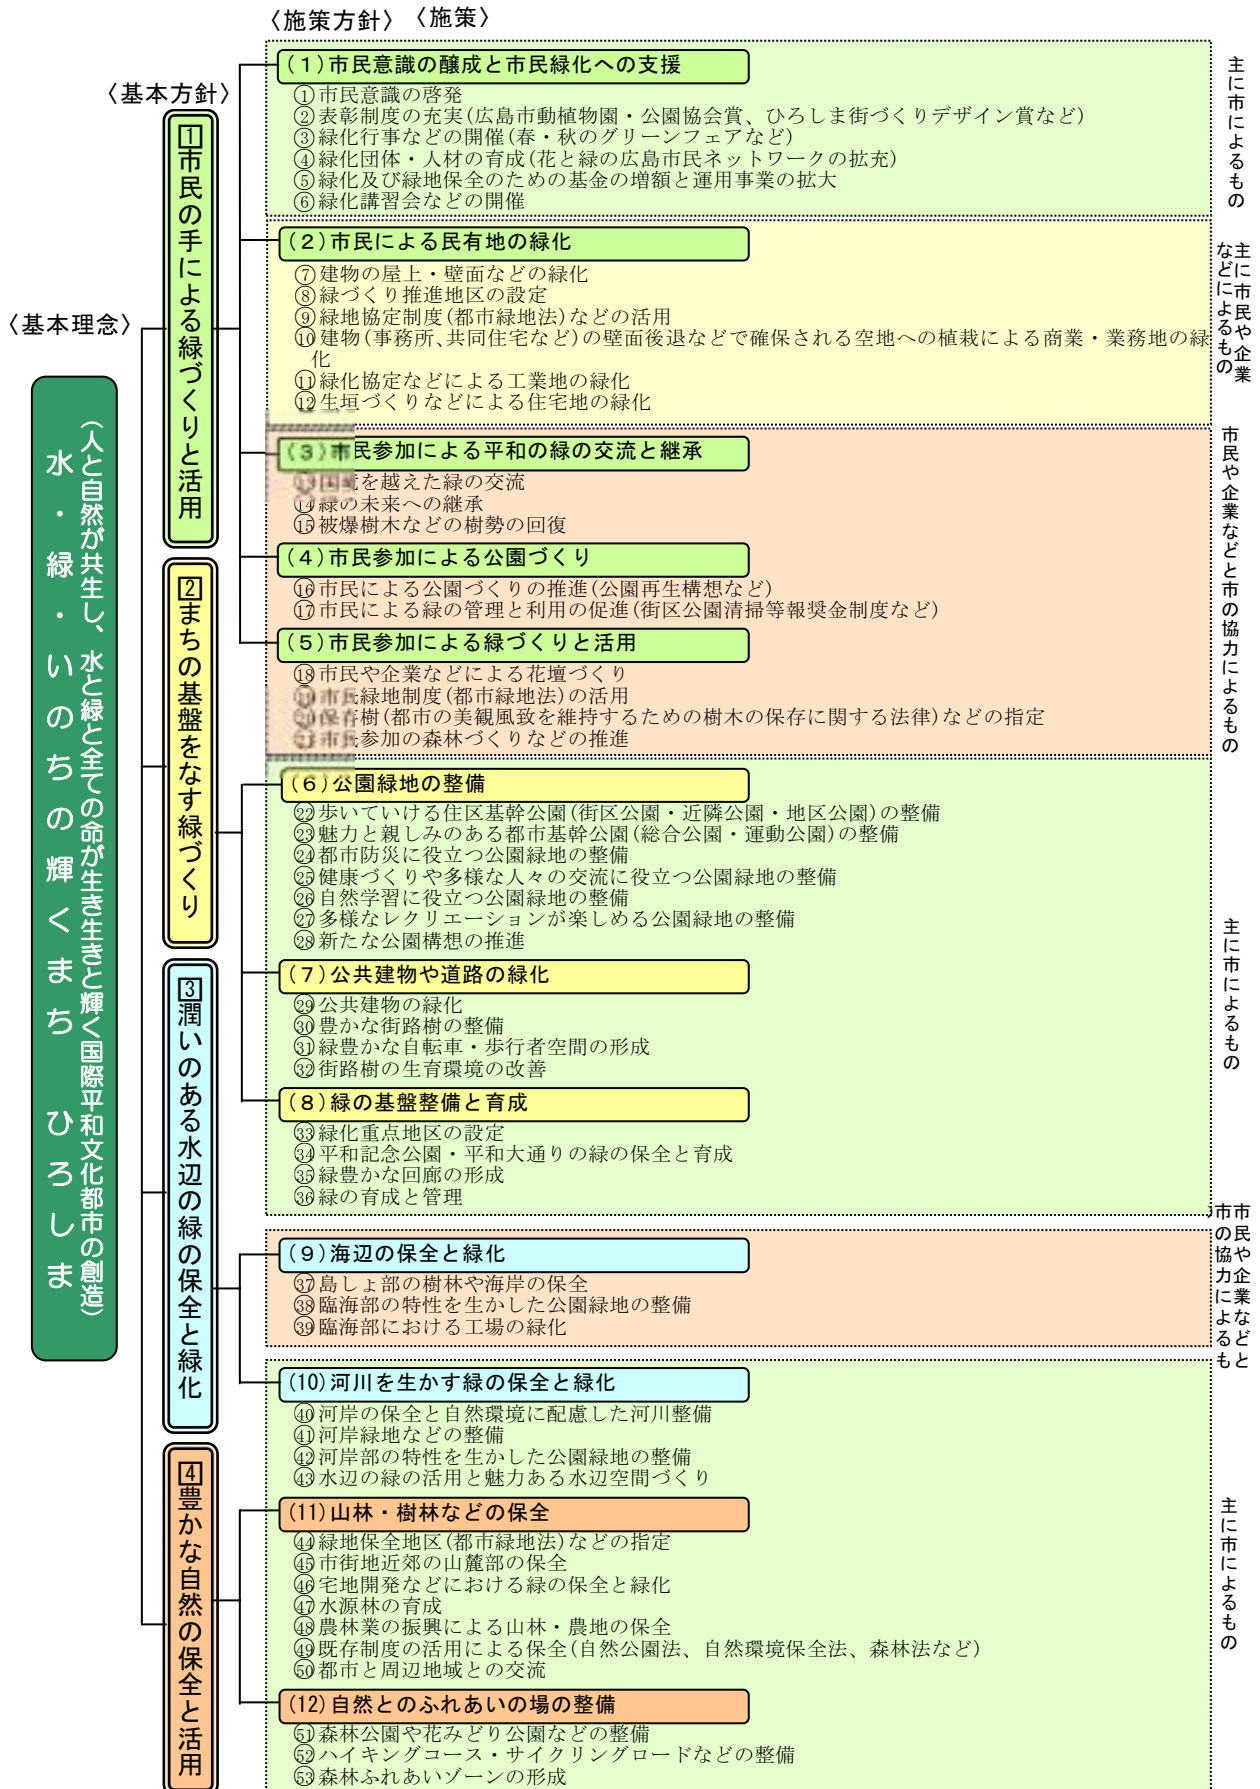 〈施策方針〉〈施策〉
〈基本方針〉
〈基本理念〉
水・緑・いのちの輝くまち ひろしま
(人と自然が共生し、水と緑と全ての命が生き生きと輝く国際平和文化都市の創造)
1市民の手による緑づくりと活用
(1)市民意識の醸成と市民緑化への支援
①市民意識の啓発
②表彰制度の充実(広島市動植物園・公園協会賞、ひろしま街づくりデザイン賞など)
③緑化行事などの開催(春・秋のグリーンフェアなど)
④緑化団体・人材の育成(花と緑の広島市民ネットワークの拡充)
⑤緑化及び緑地保全のための基金の増額と運用事業の拡大
⑥緑化講習会などの開催
主に市によるもの
(2)市民による民有地の緑化
⑦建物の屋上・壁面などの緑化
⑧緑づくり推進地区の設定
⑨緑地協定制度(都市緑地法)などの活用
⑩建物(事務所、共同住宅など)の壁面後退などで確保される空地への植栽による商業・業務地の緑
化
⑪緑化協定などによる工業地の緑化
⑫生垣づくりなどによる住宅地の緑化
主に市民や企業
などによるもの
(3)市民参加による平和の緑の交流と継承
⑬国境を越えた緑の交流
⑭緑の未来への継承
⑮被爆樹木などの樹勢の回復
(4)市民参加による公園づくり
⑯市民による公園づくりの推進(公園再生構想など)
⑰市民による緑の管理と利用の促進(街区公園清掃等報奨金制度など)
(5)市民参加による緑づくりと活用
⑱市民や企業などによる花壇づくり
⑲市民緑地制度(都市緑地法)の活用
⑳保存樹(都市の美観風致を維持するための樹木の保存に関する法律)などの指定
㉑市民参加の森林づくりなどの推進
市民や企業などと市の協力によるもの
2まちの基盤をなす緑づくり
(6)公園緑地の整備
㉒歩いていける住区基幹公園(街区公園・近隣公園・地区公園)の整備
㉓魅力と親しみのある都市基幹公園(総合公園・運動公園)の整備
㉔都市防災に役立つ公園緑地の整備
㉕健康づくりや多様な人々の交流に役立つ公園緑地の整備
㉖自然学習に役立つ公園緑地の整備
㉗多様なレクリエーションが楽しめる公園緑地の整備
㉘新たな公園構想の推進
(7)公共建物や道路の緑化
㉙公共建物の緑化
㉚豊かな街路樹の整備
㉛緑豊かな自転車・歩行者空間の形成
㉜街路樹の生育環境の改善
(8)緑の基盤整備と育成
㉝緑化重点地区の設定
㉞平和記念公園・平和大通りの緑の保全と育成
㉟緑豊かな回廊の形成
㊱緑の育成と管理
主に市によるもの
3潤いのある水辺の緑の保全と緑化
(9)海辺の保全と緑化
㊲島しょ部の樹林や海岸の保全
㊳臨海部の特性を生かした公園緑地の整備
㊴臨海部における工場の緑化
市民や企業などと
市の協力によるも
(10)河川を生かす緑の保全と緑化
㊵河岸の保全と自然環境に配慮した河川整備
㊶河岸緑地などの整備
㊷河岸部の特性を生かした公園緑地の整備
㊸水辺の緑の活用と魅力ある水辺空間づくり
4豊かな自然の保全と活用
(11)山林・樹林などの保全
㊹緑地保全地区(都市緑地法)などの指定
㊺市街地近郊の山麓部の保全
㊻宅地開発などにおける緑の保全と緑化
㊼水源林の育成
㊽農林業の振興による山林・農地の保全
㊾既存制度の活用による保全(自然公園法、自然環境保全法、森林法など)
㊿都市と周辺地域との交流
(12)自然とのふれあいの場の整備
51森林公園や花みどり公園などの整備
52ハイキングコース・サイクリングロードなどの整備
53森林ふれあいゾーンの形成
主に市によるもの